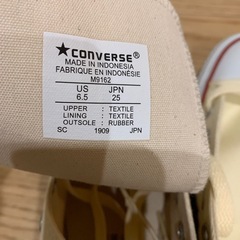 ★CONVERSE®
MADE IN INDONESIA
FABRIQUE EN INDONÉSIE
M9162
US JPN
6.5 25
UPPER : TEXTILE
LINING : TEXTILE
OUTSOLE : RUBBER
SC 1909 JPN